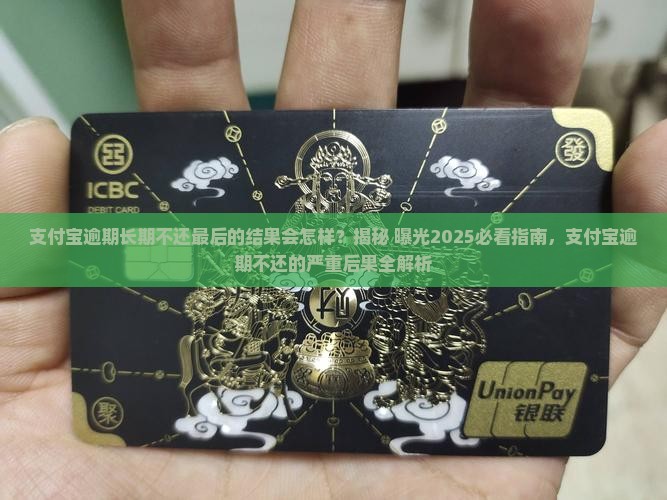 ICBC
發
DEBIT CARD
支付宝逾期长期不还最后的结果会怎样？揭秘 曝光2025必看指南，支付宝逾
期不还的严重后果全解析
财
聚
UnionPay
银联